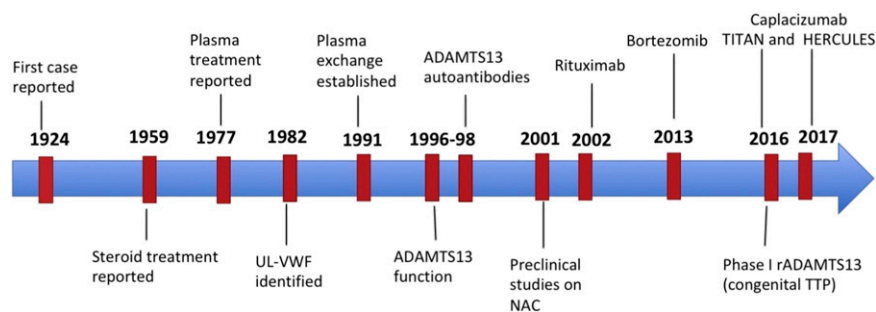 First case
reported
Plasma
treatment
reported
Plasma
exchange
established
ADAMTS13
autoantibodies
Rituximab
Bortezomib
Caplacizumab
TITAN and HERCULES
1924
1959
1977
1982
1991
1996-98
2001
2002
2013
2016
2017
Steroid treatment
reported
UL-VWF
identified
ADAMTS13
function
Preclinical
studies on
NAC
Phase I rADAMTS13
(congenital TTP)